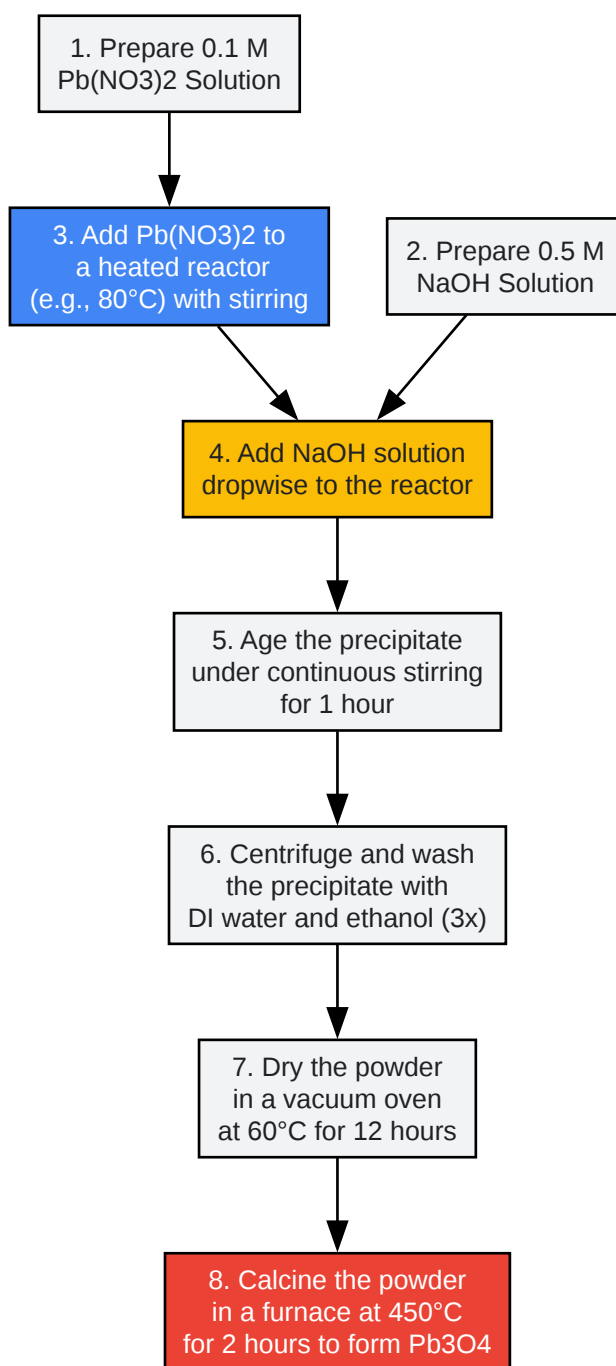 1. Prepare 0.1 M
Pb(NO3)2 Solution
3. Add Pb(NO3)2 to
a heated reactor
(e.g., 80°C) with stirring
2. Prepare 0.5 M
NaOH Solution
4. Add NaOH solution
dropwise to the reactor
5. Age the precipitate
under continuous stirring
for 1 hour
6. Centrifuge and wash
the precipitate with
DI water and ethanol (3x)
7. Dry the powder
in a vacuum oven
at 60°C for 12 hours
8. Calcine the powder
in a furnace at 450°C
for 2 hours to form Pb3O4